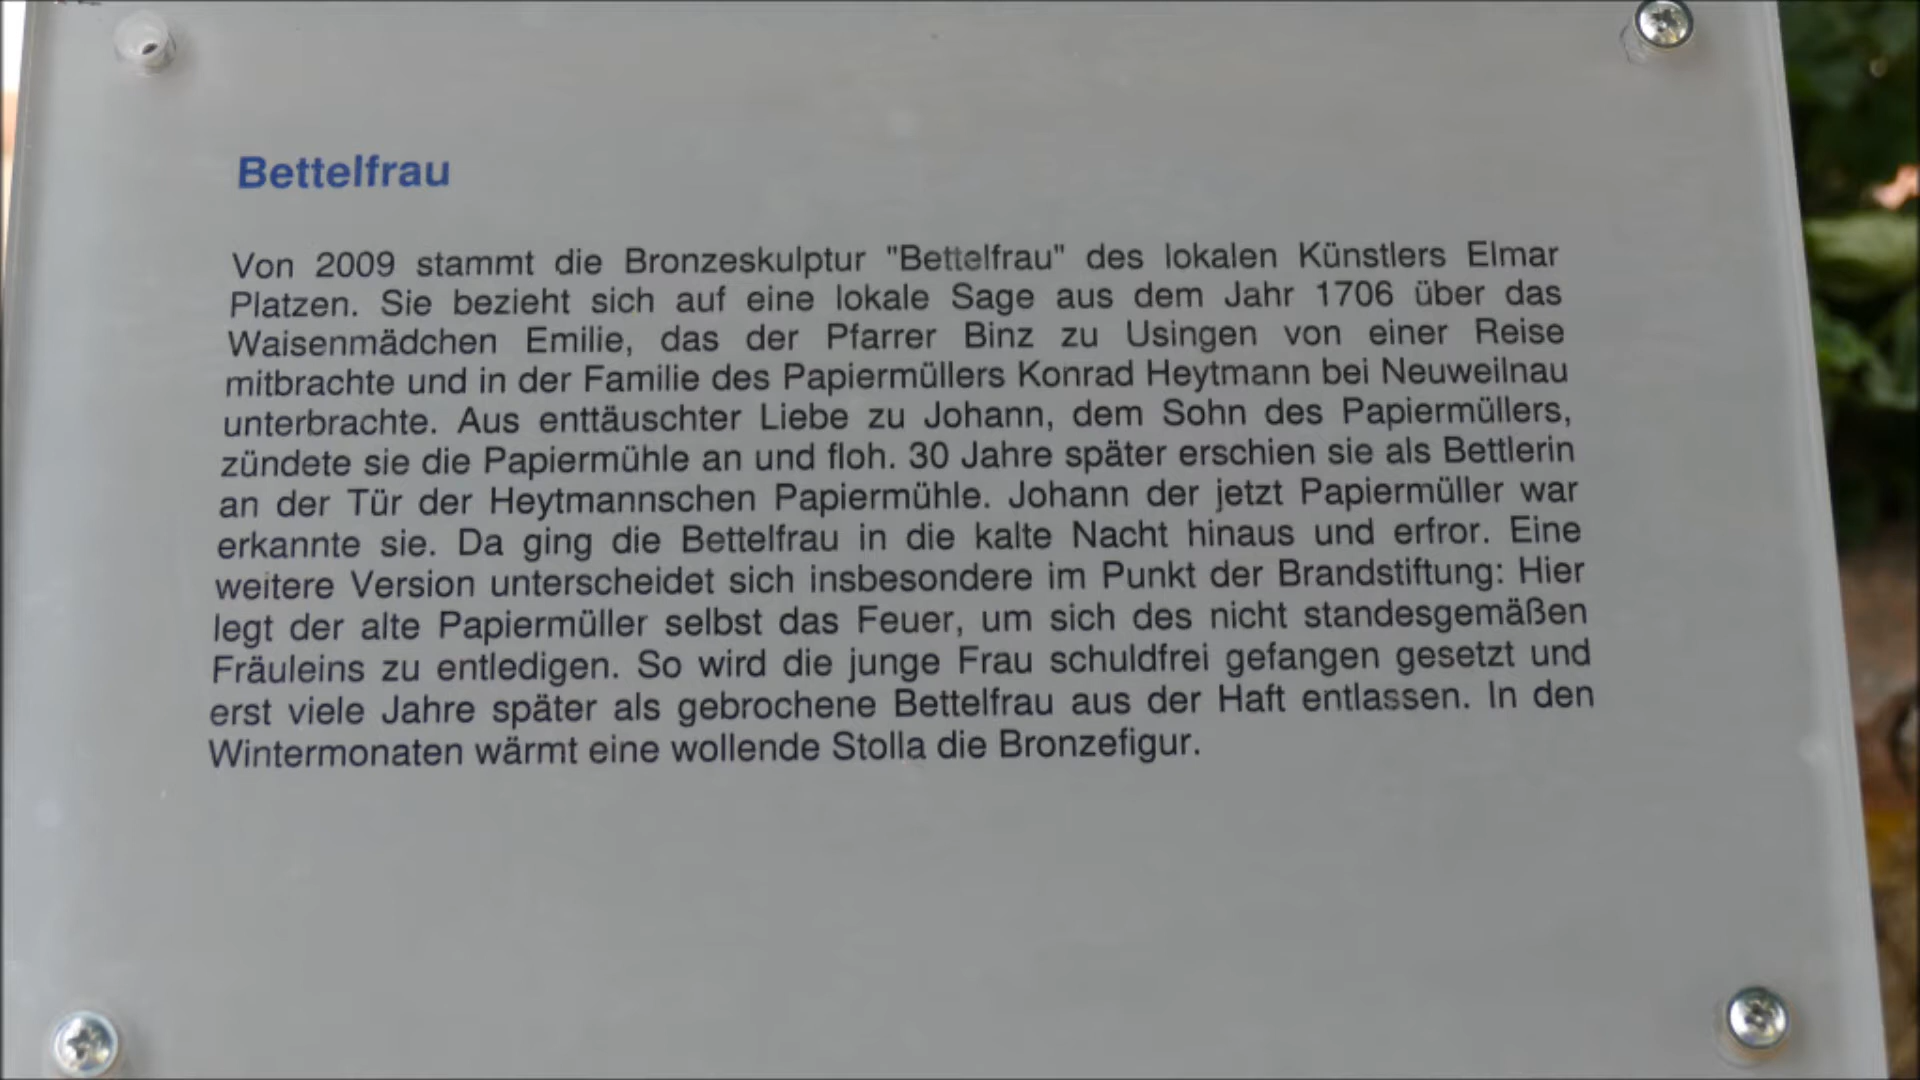 Bettelfrau
Von 2009 stammt die Bronzeskulptur "Bettelfrau" des lokalen Künstlers Elmar
Platzen. Sie bezieht sich auf eine lokale Sage aus dem Jahr 1706 über das
Waisenmädchen Emilie, das der Pfarrer Binz zu Usingen von einer Reise
mitbrachte und in der Familie des Papiermüllers Konrad Heytmann bei Neuweilnau
unterbrachte. Aus enttäuschter Liebe zu Johann, dem Sohn des Papiermüllers,
zündete sie die Papiermühle an und floh. 30 Jahre später erschien sie als Bettlerin
an der Tür der Heytmannschen Papiermühle. Johann der jetzt Papiermüller war
erkannte sie. Da ging die Bettelfrau in die kalte Nacht hinaus und erfror. Eine
weitere Version unterscheidet sich insbesondere im Punkt der Brandstiftung: Hier
legt der alte Papiermüller selbst das Feuer, um sich des nicht standesgemäßen
Fräuleins zu entledigen. So wird die junge Frau schuldfrei gefangen gesetzt und
erst viele Jahre später als gebrochene Bettelfrau aus der Haft entlassen. In den
Wintermonaten wärmt eine wollende Stolla die Bronzefigur.